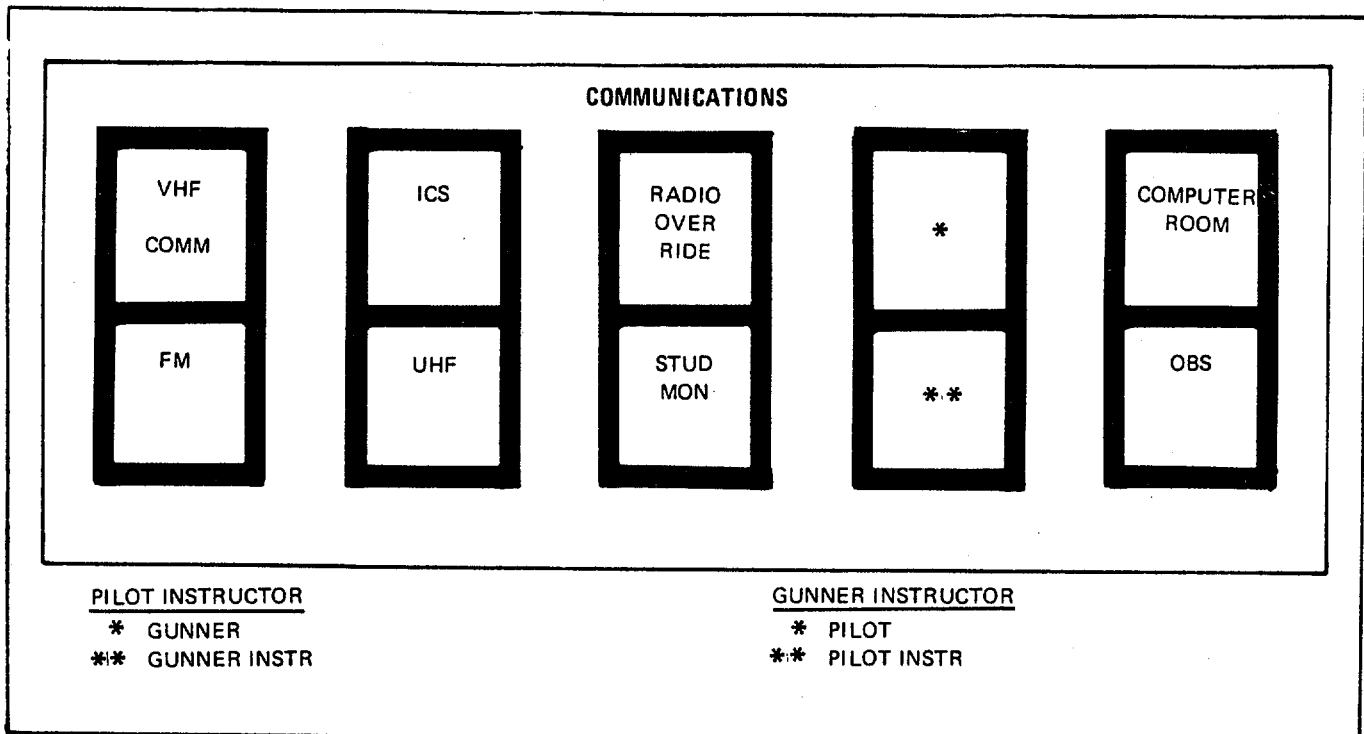 COMMUNICATIONS
VHF
COMM
FM
ICS
UHF
RADIO
OVER
RIDE
STUD
MON
*
**
COMPUTER
ROOM
OBS
PILOT INSTRUCTOR
* GUNNER
** GUNNER INSTR
GUNNER INSTRUCTOR
* PILOT
** PILOT INSTR